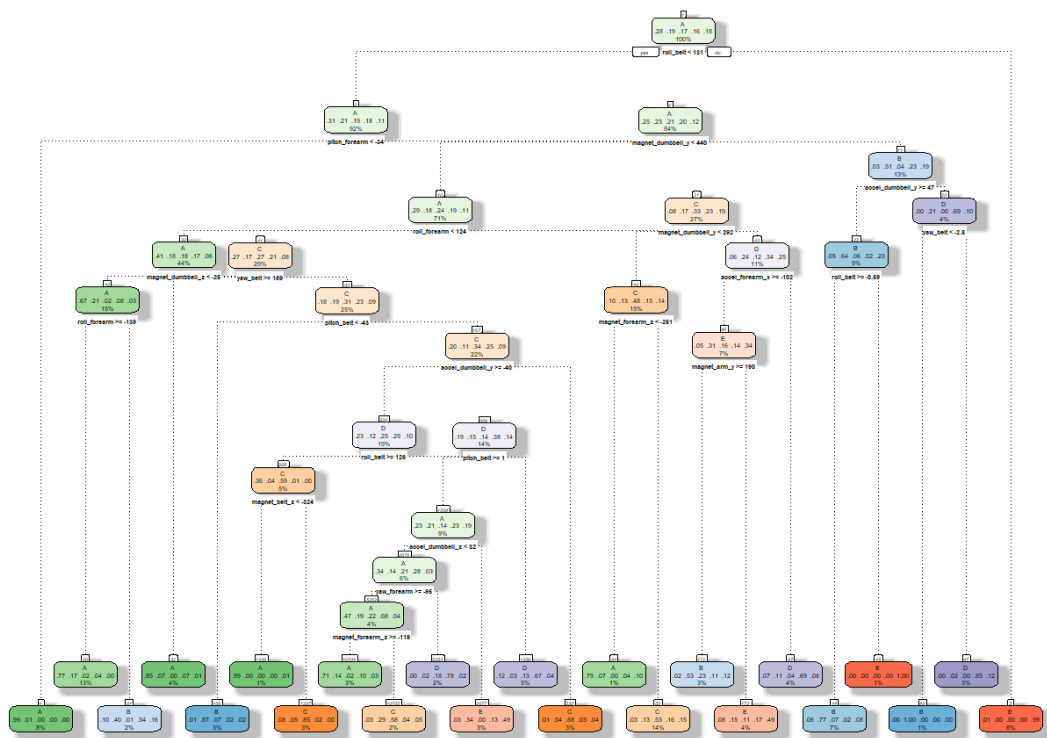 A
.28 .19 .17 .16 .18
100%
yes
roll_belt < 131
no
A
.31 .21 .19 .18 .11
92%
pitch_forearm < -34
A
.25 .23 .21 .20 .12
84%
magnet_dumbbell_y < 440
B
.03 .51 .04 .23 .19
13%
accel_dumbbell_y >= 47
A
.29 .18 .24 .19 .11
71%
roll_forearm < 124
C
.08 .17 .33 .23 .19
27%
magnet_dumbbell_y < 292
D
.00 .21 .00 .69 .10
4%
yaw_belt < -2.8
A
.41 .18 .18 .17 .06
44%
magnet_dumbbell_z < -25
C
.27 .17 .27 .21 .08
29%
yaw_belt >= 169
D
.06 .24 .12 .34 .25
11%
accel_forearm_x >= -102
B
.05 .64 .06 .02 .23
9%
roll_belt >= -0.59
A
.67 .21 .02 .08 .03
15%
roll_forearm >= -139
C
.18 .19 .31 .23 .09
25%
pitch_belt < -43
C
.10 .13 .48 .15 .14
15%
magnet_forearm_z < -251
C
.20 .11 .34 .25 .09
22%
accel_dumbbell_y >= -40
E
.05 .31 .16 .14 .34
7%
magnet_arm_y >= 190
D
.23 .12 .25 .29 .10
19%
roll_belt >= 126
D
.19 .15 .14 .38 .14
14%
pitch_belt >= 1
C
.36 .04 .59 .01 .00
5%
magnet_belt_z < -324
A
.23 .21 .14 .23 .19
9%
accel_dumbbell_z < 32
A
.34 .14 .21 .28 .03
6%
yaw_forearm >= -95
A
.47 .19 .22 .08 .04
4%
magnet_forearm_z >= -119
A
.77 .17 .02 .04 .00
13%
A
.85 .07 .00 .07 .01
4%
A
.99 .00 .00 .00 .01
1%
A
.71 .14 .02 .10 .03
3%
D
.00 .02 .18 .78 .02
2%
D
.12 .03 .13 .67 .04
5%
A
.79 .07 .00 .04 .10
1%
B
.02 .53 .23 .11 .12
3%
D
.07 .11 .04 .69 .08
4%
E
.00 .00 .00 .00 1.00
1%
D
.00 .02 .00 .85 .12
3%
A
.99 .01 .00 .00 .00
8%
B
.10 .40 .01 .34 .16
2%
B
.01 .87 .07 .02 .02
3%
C
.08 .05 .85 .02 .00
3%
C
.03 .29 .58 .04 .05
2%
E
.03 .34 .00 .13 .49
3%
C
.01 .04 .88 .03 .04
3%
C
.03 .13 .53 .16 .15
14%
E
.08 .15 .11 .17 .49
4%
B
.06 .77 .07 .02 .08
7%
B
.00 1.00 .00 .00 .00
1%
E
.01 .00 .00 .00 .99
8%